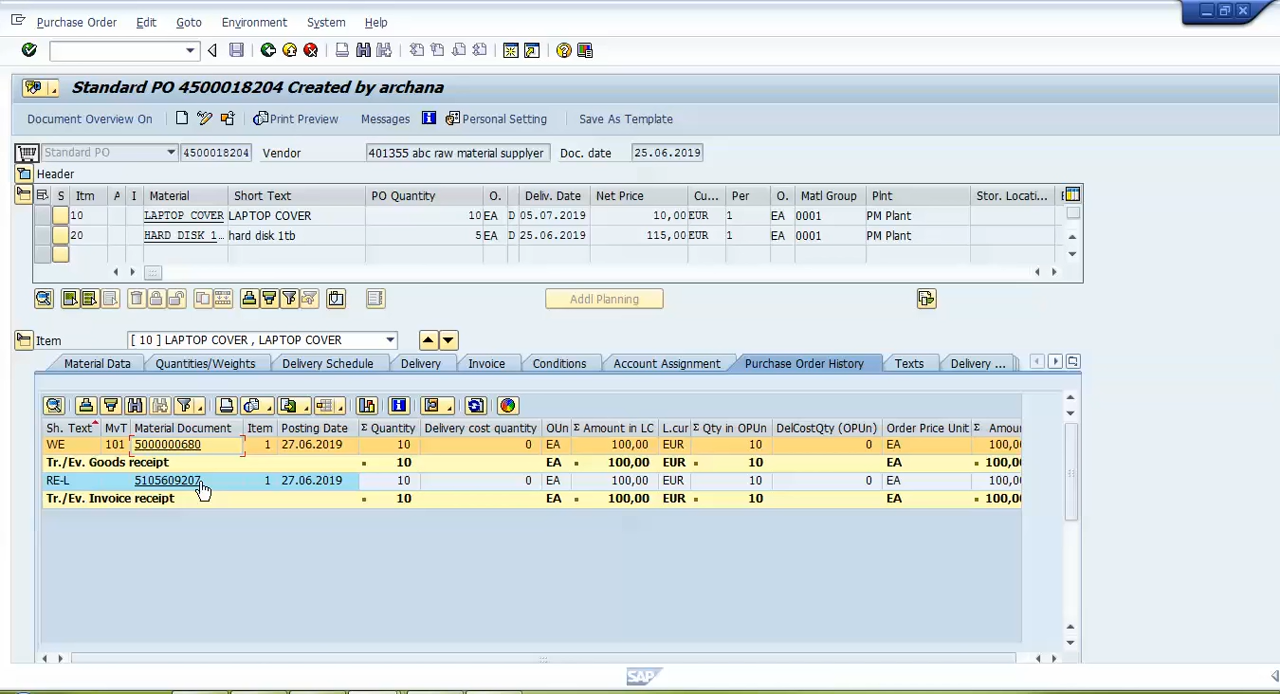 Purchase Order Edit Goto Environment System Help
Standard PO 4500018204 Created by archana
Document Overview On Print Preview Messages Personal Setting Save As Template
Standard PO 4500018204 Vendor 401355 abc raw material supplyer Doc. date 25.06.2019
Header
S Itm A I Material Short Text PO Quantity O. Deliv. Date Net Price Cu... Per O. Matl Group Plnt Stor. Locati...
10 LAPTOP COVER LAPTOP COVER 10 EA D 05.07.2019 10,00 EUR 1 EA 0001 PM Plant
20 HARD DISK 1... hard disk 1tb 5 EA D 25.06.2019 115,00 EUR 1 EA 0001 PM Plant
Addl Planning
Item [ 10 ] LAPTOP COVER , LAPTOP COVER
Material Data Quantities/Weights Delivery Schedule Delivery Invoice Conditions Account Assignment Purchase Order History Texts Delivery ...
Sh. Text MvT Material Document Item Posting Date Σ Quantity Delivery cost quantity OUn Σ Amount in LC L.cur Σ Qty in OPUn DelCostQty (OPUn) Order Price Unit Σ Amou
WE 101 5000000680 1 27.06.2019 10 0 EA 100,00 EUR 10 0 EA 100,0
Tr./Ev. Goods receipt ▪ 10 EA ▪ 100,00 EUR ▪ 10 EA ▪ 100,0
RE-L 5105609207 1 27.06.2019 10 0 EA 100,00 EUR 10 0 EA 100,0
Tr./Ev. Invoice receipt ▪ 10 EA ▪ 100,00 EUR ▪ 10 EA ▪ 100,0
SAP